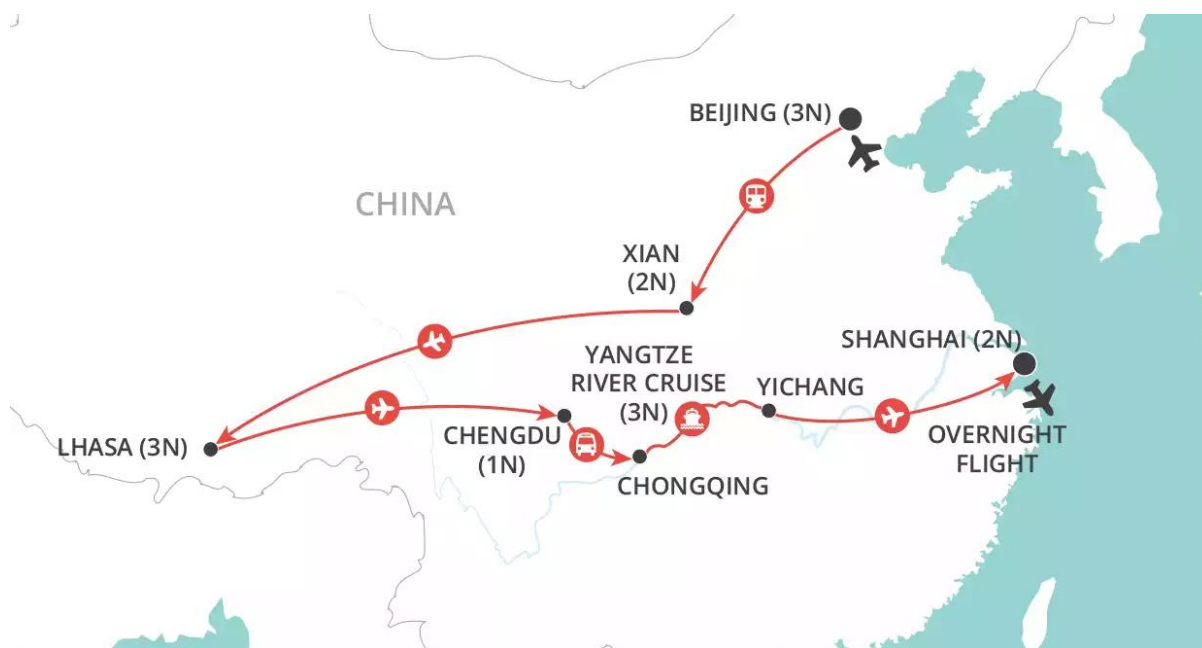 BEIJING (3N)
CHINA
XIAN
(2N)
SHANGHAI (2N)
YANGTZE
RIVER CRUISE
(3N)
YICHANG
LHASA (3N)
CHENGDU
(1N)
CHONGQING
OVERNIGHT
FLIGHT